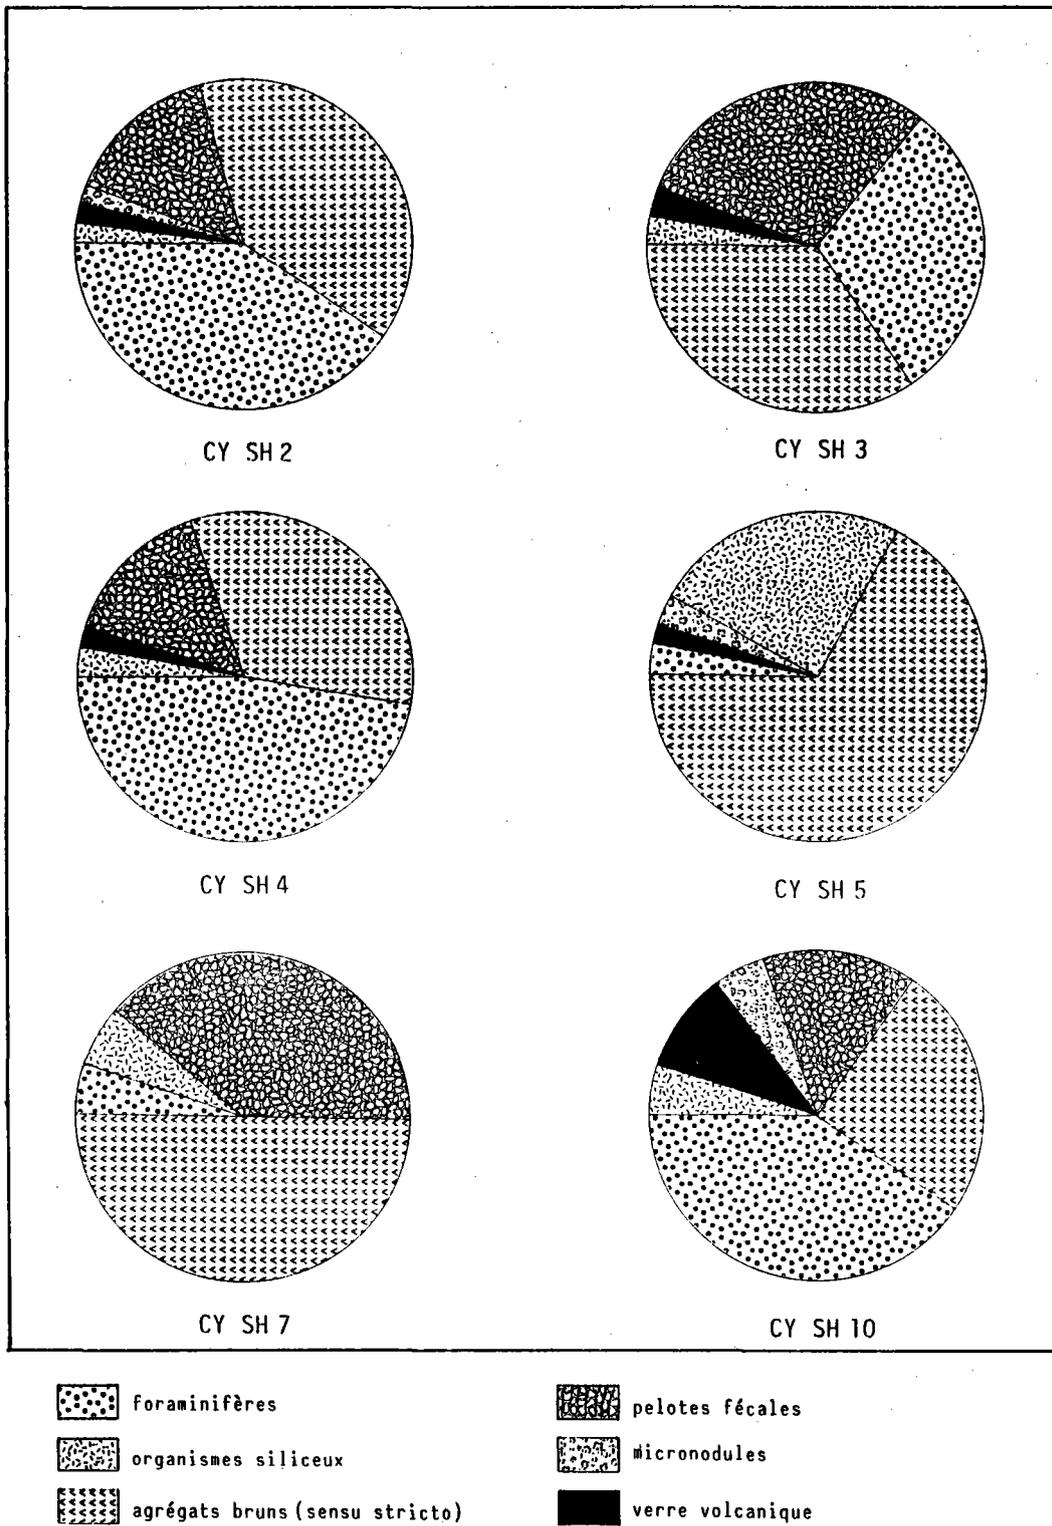 CY SH 2
CY SH 3
CY SH 4
CY SH 5
CY SH 7
CY SH 10
foraminifères
pelotes fécales
organismes siliceux
micronodules
agrégats bruns (sensu stricto)
verre volcanique